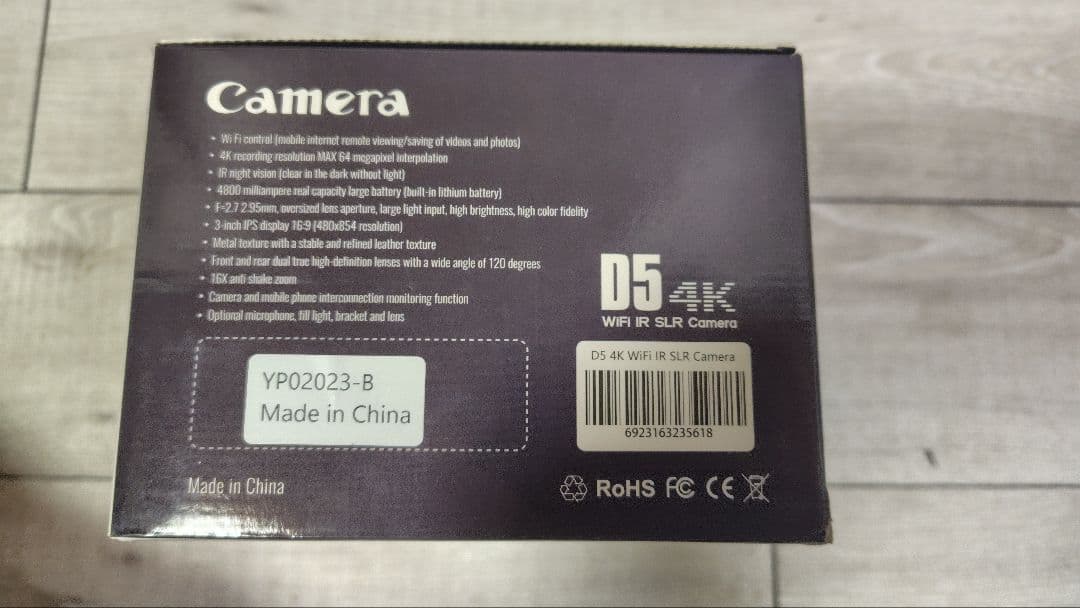 Camera
• Wi Fi control (mobile internet remote viewing/saving of videos and photos)
• 4K recording resolution MAX 64 megapixel interpolation
• IR night vision (clear in the dark without light)
• 4800 milliampere real capacity large battery (built-in lithium battery)
• F-2.7 2.95mm, oversized lens aperture, large light input, high brightness, high color fidelity
• 3-inch IPS display 16:9 (480x854 resolution)
• Metal texture with a stable and refined leather texture
• Front and rear dual true high-definition lenses with a wide angle of 120 degrees
• 16X anti shake zoom
• Camera and mobile phone interconnection monitoring function
• Optional microphone, fill light, bracket and lens
D5 4K
WiFi IR SLR Camera
D5 4K WiFi IR SLR Camera
6923163235618
YP02023-B
Made in China
Made in China
RoHS FC CE